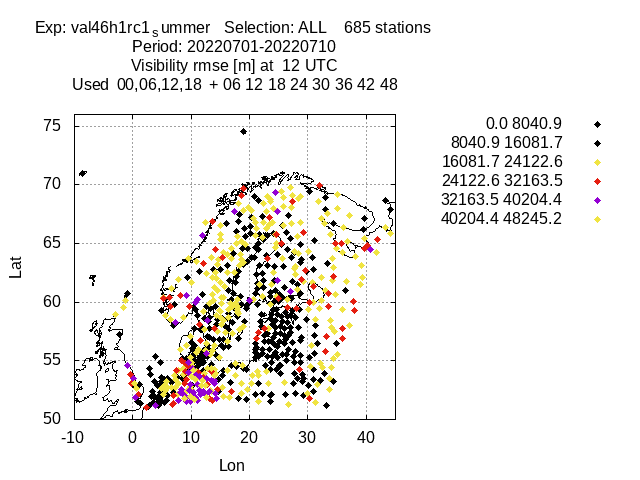 Exp: val46h1rc1summer Selection: ALL 685 stations
Period: 20220701-20220710
Visibility rmse [m] at 12 UTC
Used 00,06,12,18 + 06 12 18 24 30 36 42 48
0.0 8040.9
8040.9 16081.7
16081.7 24122.6
24122.6 32163.5
32163.5 40204.4
40204.4 48245.2
75
70
65
60
55
50
Lat
-10 0 10 20 30 40
Lon